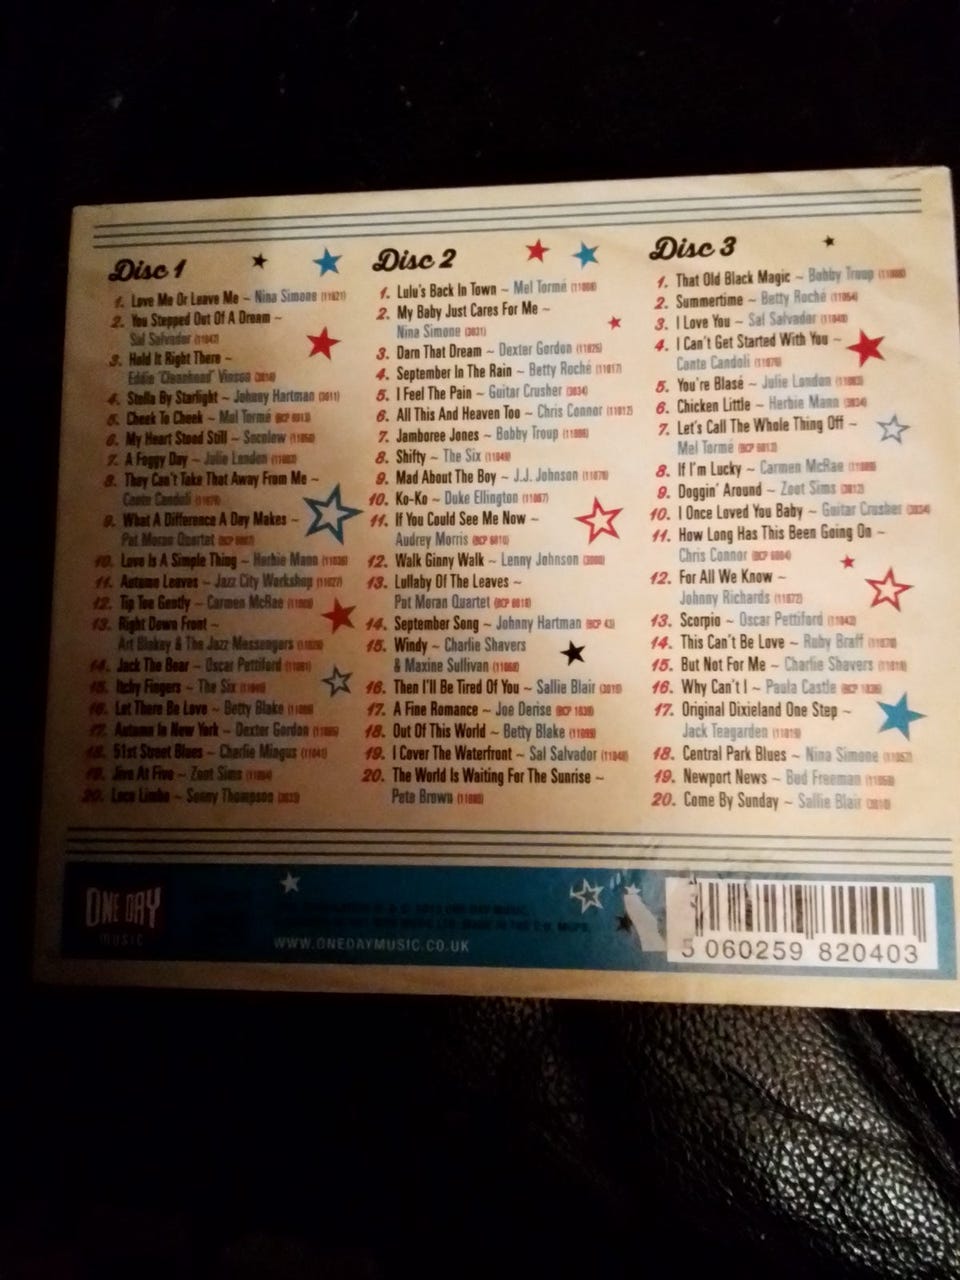 Disc 1
1. Love Me Or Leave Me ~ Nina Simone (11021)
2. You Stepped Out Of A Dream ~
Sal Salvador
3. Hold It Right There ~
Eddie "Cleanhead" Vinson
4. Stella By Starlight ~ Johnny Hartman
5. Cheek To Cheek ~ Mel Tormé
6. My Heart Stood Still ~ Socolow
7. A Foggy Day ~ Julie London
8. They Can't Take That Away From Me ~
Conte Candoli
9. What A Difference A Day Makes ~
Pat Moran Quartet
10. Love Is A Simple Thing ~ Herbie Mann
11. Autumn Leaves ~ Jazz City Workshop
12. Tip Toe Gently ~ Carmen McRae
13. Right Down Front ~
Art Blakey & The Jazz Messengers
14. Jack The Bear ~ Oscar Pettiford
15. Itchy Fingers ~ The Six
16. Let There Be Love ~ Betty Blake
17. Autumn In New York ~ Dexter Gordon
18. 51st Street Blues ~ Charlie Mingus
19. Jive At Five ~ Zoot Sims
20. Loco Limbo ~ Sonny Thompson
Disc 2
1. Lulu's Back In Town ~ Mel Tormé
2. My Baby Just Cares For Me ~
Nina Simone
3. Darn That Dream ~ Dexter Gordon
4. September In The Rain ~ Betty Roché
5. I Feel The Pain ~ Guitar Crusher
6. All This And Heaven Too ~ Chris Connor
7. Jamboree Jones ~ Bobby Troup
8. Shifty ~ The Six
9. Mad About The Boy ~ J.J. Johnson
10. Ko-Ko ~ Duke Ellington
11. If You Could See Me Now ~
Audrey Morris
12. Walk Ginny Walk ~ Lenny Johnson
13. Lullaby Of The Leaves ~
Pat Moran Quartet
14. September Song ~ Johnny Hartman
15. Windy ~ Charlie Shavers
& Maxine Sullivan
16. Then I'll Be Tired Of You ~ Sallie Blair
17. A Fine Romance ~ Joe Derise
18. Out Of This World ~ Betty Blake
19. I Cover The Waterfront ~ Sal Salvador
20. The World Is Waiting For The Sunrise ~
Pete Brown
Disc 3
1. That Old Black Magic ~ Bobby Troup
2. Summertime ~ Betty Roché
3. I Love You ~ Sal Salvador
4. I Can't Get Started With You ~
Conte Candoli
5. You're Blasé ~ Julie London
6. Chicken Little ~ Herbie Mann
7. Let's Call The Whole Thing Off ~
Mel Tormé
8. If I'm Lucky ~ Carmen McRae
9. Doggin' Around ~ Zoot Sims
10. I Once Loved You Baby ~ Guitar Crusher
11. How Long Has This Been Going On ~
Chris Connor
12. For All We Know ~
Johnny Richards
13. Scorpio ~ Oscar Pettiford
14. This Can't Be Love ~ Ruby Braff
15. But Not For Me ~ Charlie Shavers
16. Why Can't I ~ Paula Castle
17. Original Dixieland One Step ~
Jack Teagarden
18. Central Park Blues ~ Nina Simone
19. Newport News ~ Bud Freeman
20. Come By Sunday ~ Sallie Blair
ONE DAY
MUSIC
WWW.ONEDAYMUSIC.CO.UK
5 060259 820403